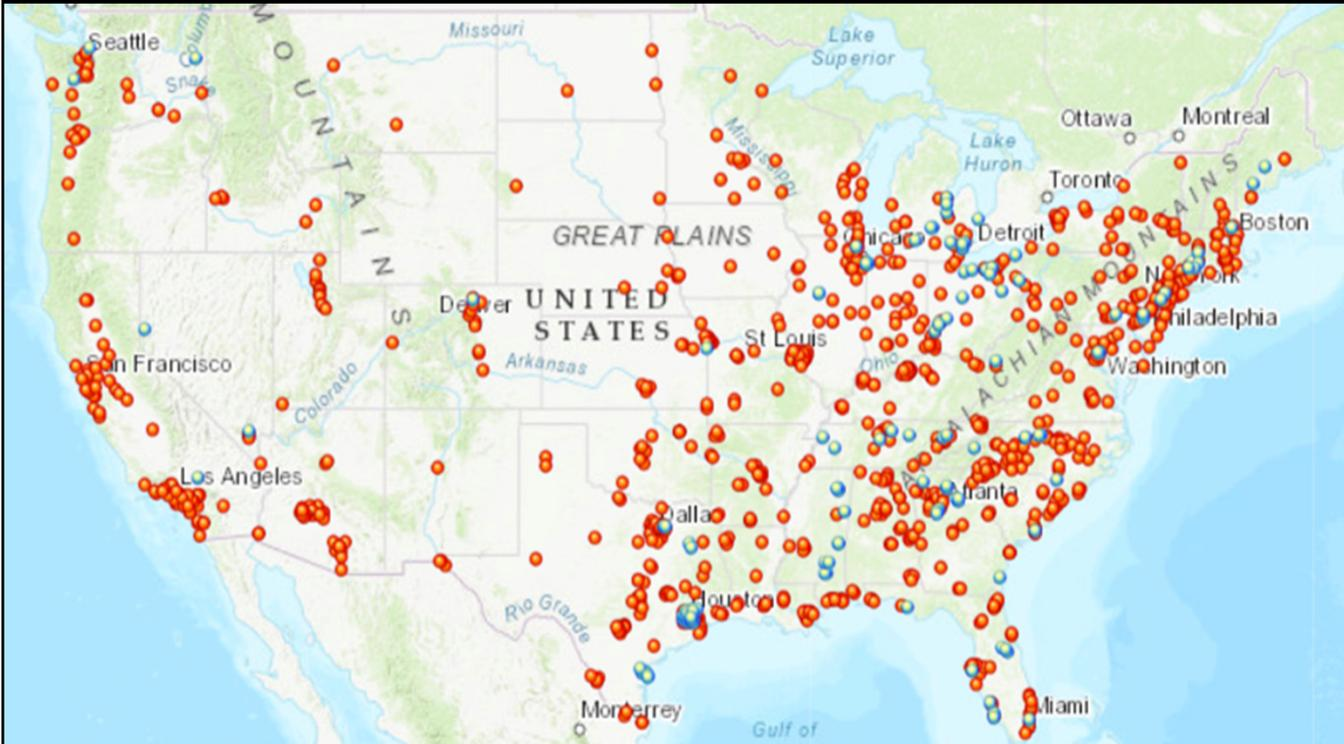 Missouri
Lake
Superior
Seattle
Snake
Ottawa
Montreal
MOUNTAINS
Mississippi
Lake
Huron
Toronto
Boston
GREAT PLAINS
Chicago
Detroit
New York
Denver
UNITED
STATES
Philadelphia
St Louis
San Francisco
Arkansas
Ohio
Washington
Colorado
APPALACHIAN MOUNTAINS
Los Angeles
Atlanta
Dallas
Rio Grande
Houston
Monterrey
Miami
Gulf of